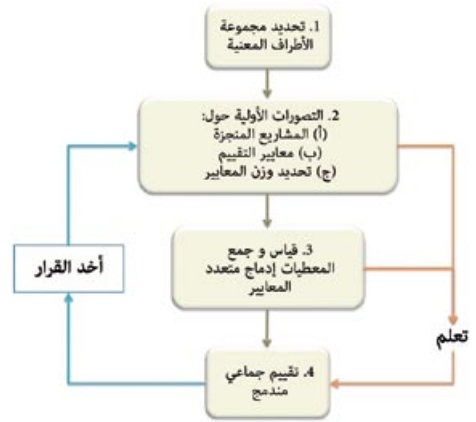 1. تحديد مجموعة
الأطراف المعنية
2. التصورات الأولية حول:
(أ) المشاريع المنجزة
(ب) معايير التقييم
(ج) تحديد وزن المعايير
3. قياس و جمع
المعطيات إدماج متعدد
المعايير
أخد القرار
تعلم
4. تقييم جماعي
مندمج